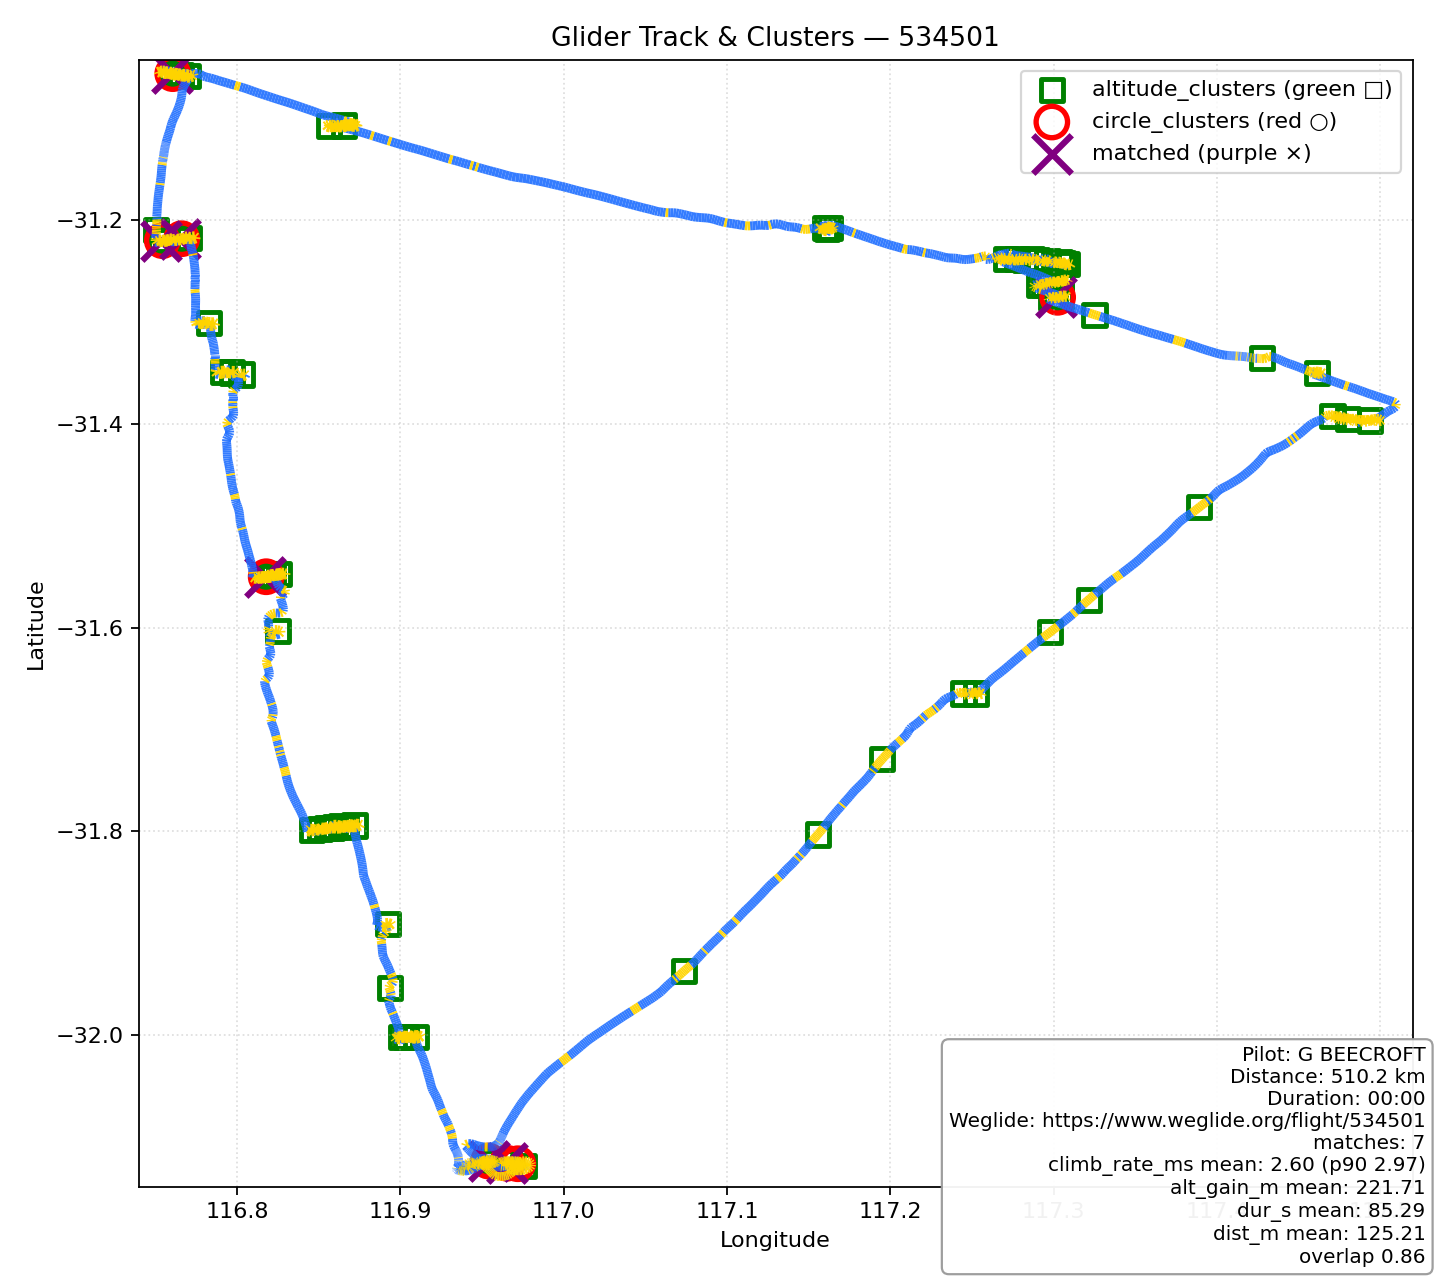 Glider Track & Clusters — 534501
altitude_clusters (green □)
circle_clusters (red ○)
matched (purple ×)
Latitude
−31.2
−31.4
−31.6
−31.8
−32.0
116.8
116.9
117.0
117.1
117.2
117.3
Longitude
Pilot: G BEECROFT
Distance: 510.2 km
Duration: 00:00
Weglide: https://www.weglide.org/flight/534501
matches: 7
climb_rate_ms mean: 2.60 (p90 2.97)
alt_gain_m mean: 221.71
dur_s mean: 85.29
dist_m mean: 125.21
overlap 0.86